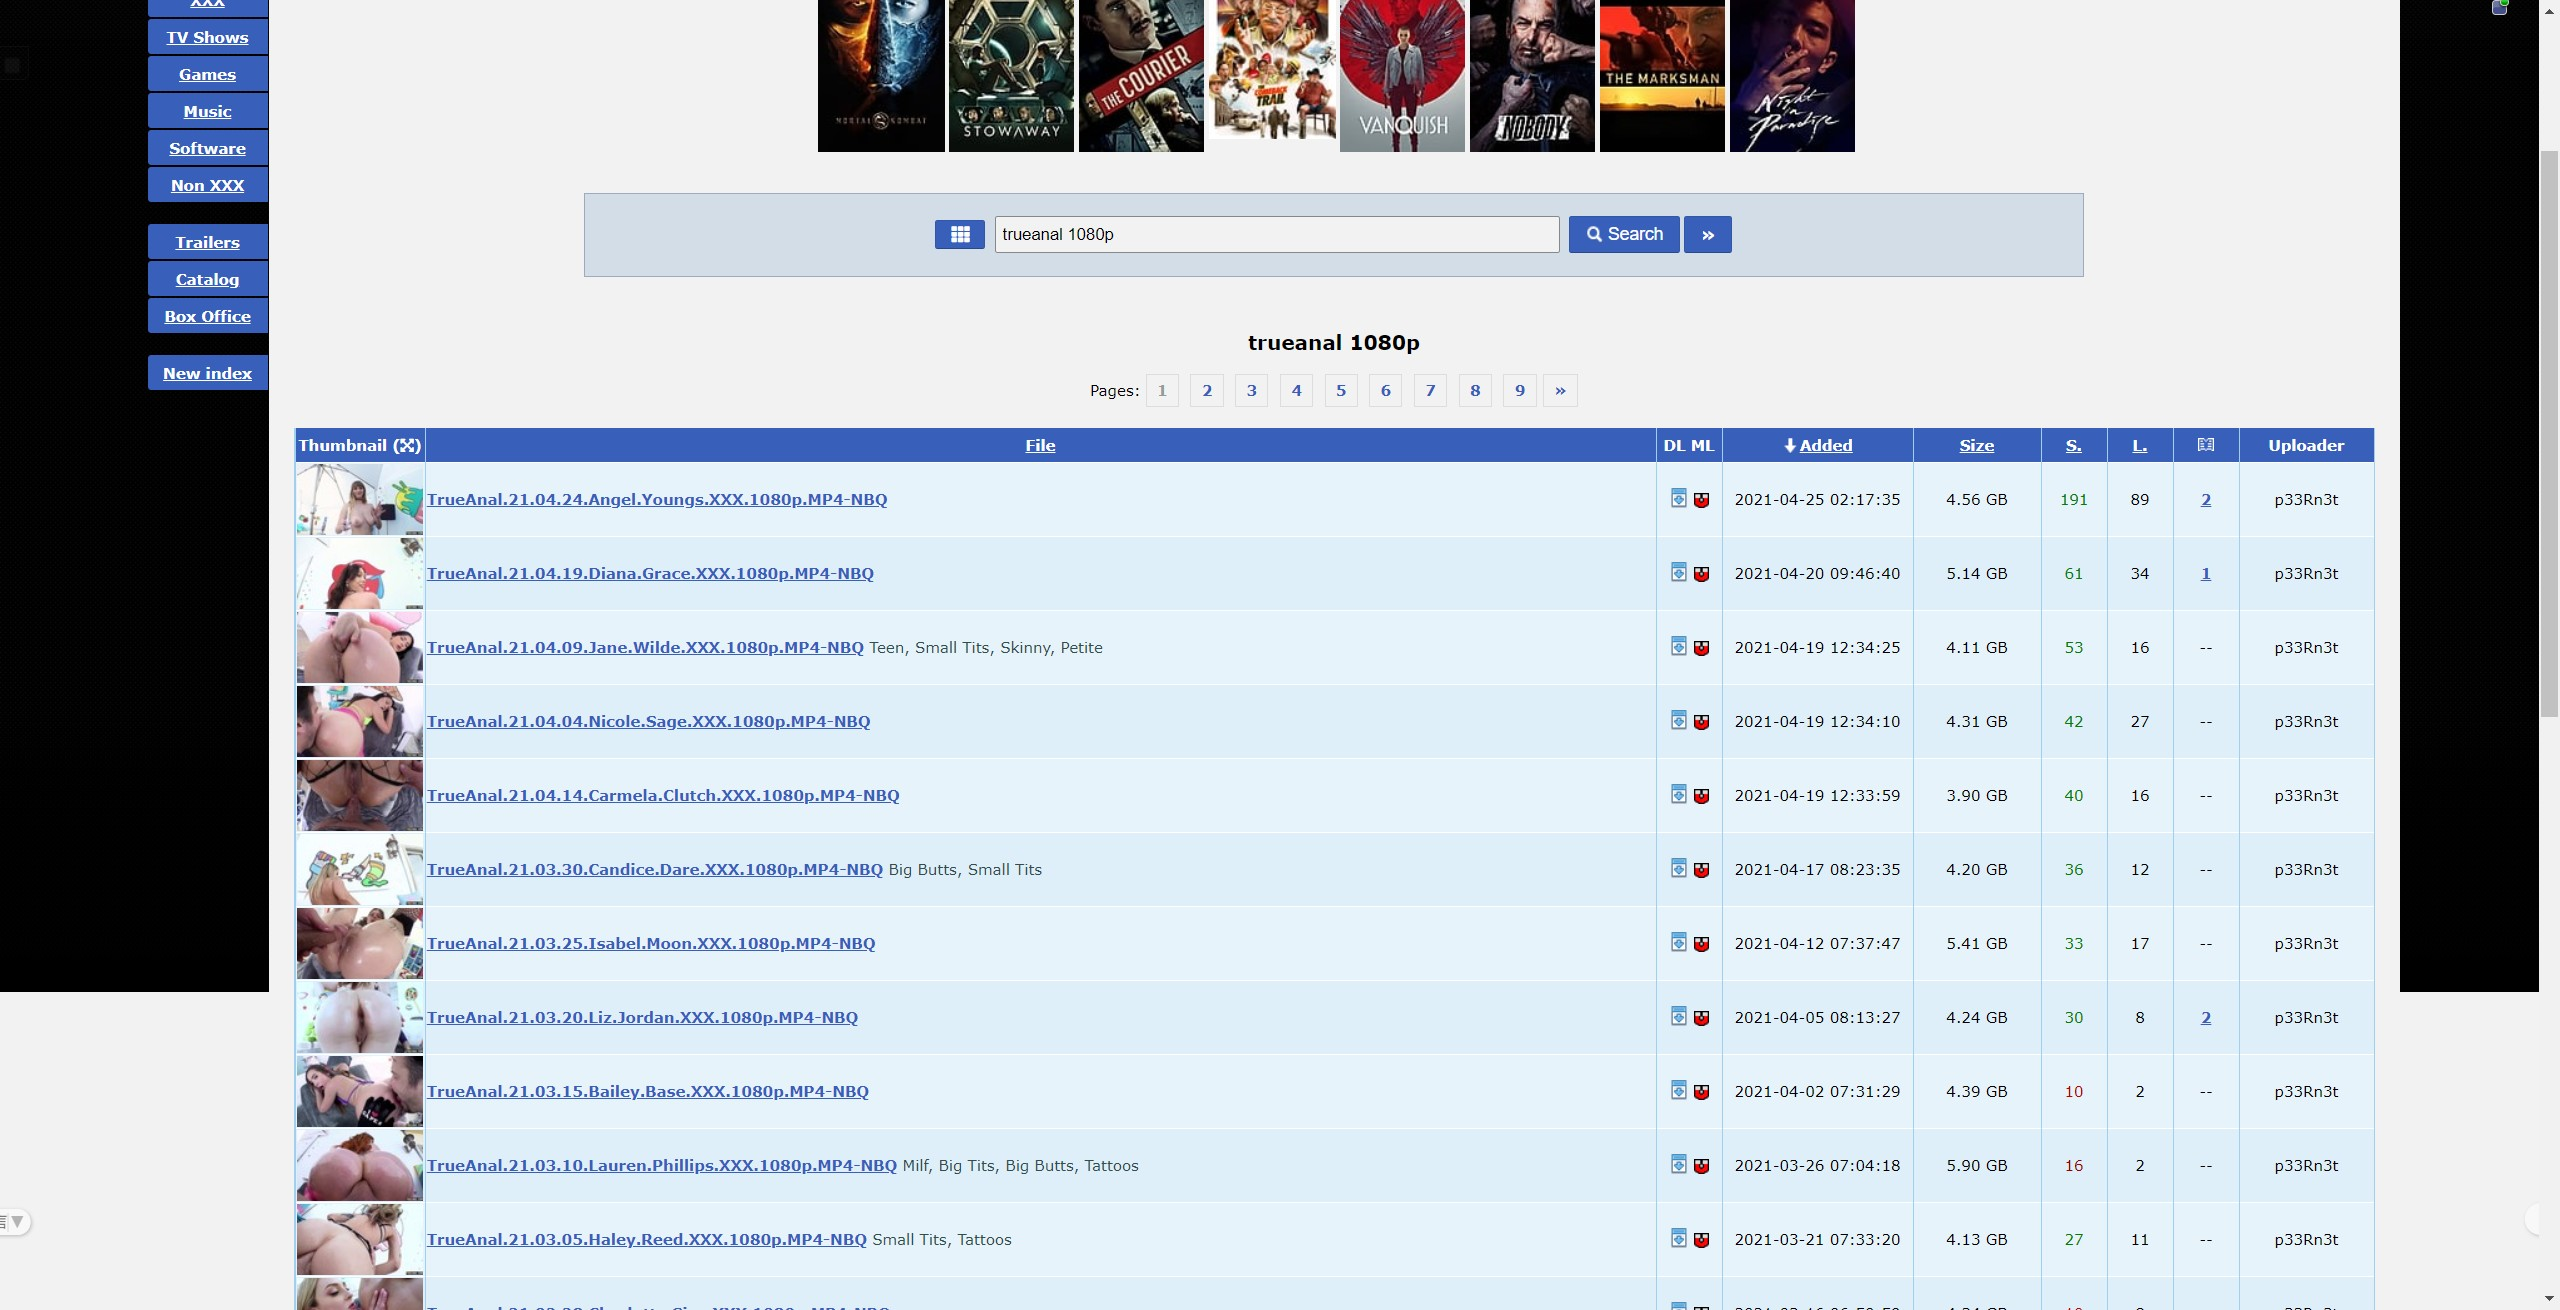 XXX
TV Shows
Games
Music
Software
Non XXX
Trailers
Catalog
Box Office
New index
MORTAL KOMBAT
STOWAWAY
THE COURIER
THE COMEBACK TRAIL
VANQUISH
NOBODY
THE MARKSMAN
Night in Paradise
trueanal 1080p
Search »
trueanal 1080p
Pages: 1 2 3 4 5 6 7 8 9 »
Thumbnail File DL ML Added Size S. L. Uploader
TrueAnal.21.04.24.Angel.Youngs.XXX.1080p.MP4-NBQ 2021-04-25 02:17:35 4.56 GB 191 89 2 p33Rn3t
TrueAnal.21.04.19.Diana.Grace.XXX.1080p.MP4-NBQ 2021-04-20 09:46:40 5.14 GB 61 34 1 p33Rn3t
TrueAnal.21.04.09.Jane.Wilde.XXX.1080p.MP4-NBQ Teen, Small Tits, Skinny, Petite 2021-04-19 12:34:25 4.11 GB 53 16 -- p33Rn3t
TrueAnal.21.04.04.Nicole.Sage.XXX.1080p.MP4-NBQ 2021-04-19 12:34:10 4.31 GB 42 27 -- p33Rn3t
TrueAnal.21.04.14.Carmela.Clutch.XXX.1080p.MP4-NBQ 2021-04-19 12:33:59 3.90 GB 40 16 -- p33Rn3t
TrueAnal.21.03.30.Candice.Dare.XXX.1080p.MP4-NBQ Big Butts, Small Tits 2021-04-17 08:23:35 4.20 GB 36 12 -- p33Rn3t
TrueAnal.21.03.25.Isabel.Moon.XXX.1080p.MP4-NBQ 2021-04-12 07:37:47 5.41 GB 33 17 -- p33Rn3t
TrueAnal.21.03.20.Liz.Jordan.XXX.1080p.MP4-NBQ 2021-04-05 08:13:27 4.24 GB 30 8 2 p33Rn3t
TrueAnal.21.03.15.Bailey.Base.XXX.1080p.MP4-NBQ 2021-04-02 07:31:29 4.39 GB 10 2 -- p33Rn3t
TrueAnal.21.03.10.Lauren.Phillips.XXX.1080p.MP4-NBQ Milf, Big Tits, Big Butts, Tattoos 2021-03-26 07:04:18 5.90 GB 16 2 -- p33Rn3t
TrueAnal.21.03.05.Haley.Reed.XXX.1080p.MP4-NBQ Small Tits, Tattoos 2021-03-21 07:33:20 4.13 GB 27 11 -- p33Rn3t